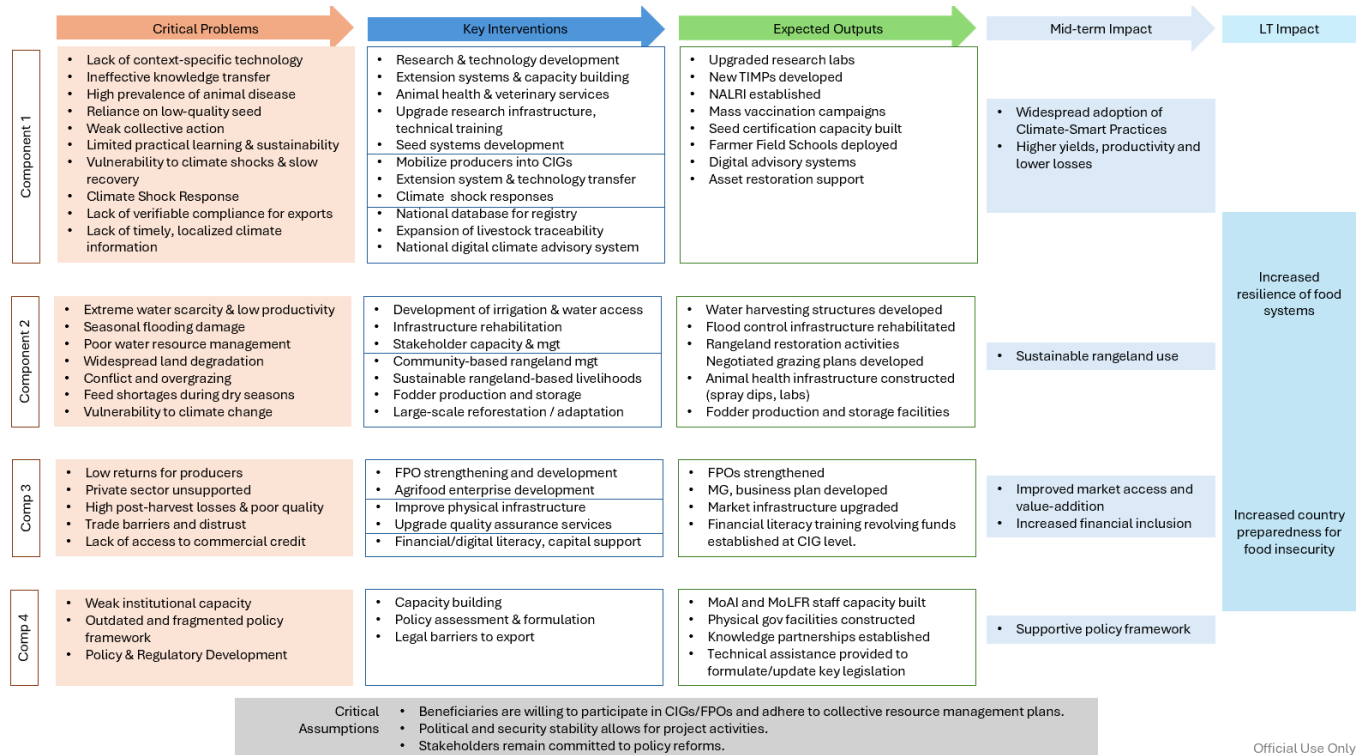 Critical Problems
Key Interventions
Expected Outputs
Mid-term Impact
LT Impact
Component 1
• Lack of context-specific technology
• Ineffective knowledge transfer
• High prevalence of animal disease
• Reliance on low-quality seed
• Weak collective action
• Limited practical learning & sustainability
• Vulnerability to climate shocks & slow
recovery
• Climate Shock Response
• Lack of verifiable compliance for exports
• Lack of timely, localized climate
information
• Research & technology development
• Extension systems & capacity building
• Animal health & veterinary services
• Upgrade research infrastructure,
technical training
• Seed systems development
• Mobilize producers into CIGs
• Extension system & technology transfer
• Climate  shock responses
• National database for registry
• Expansion of livestock traceability
• National digital climate advisory system
• Upgraded research labs
• New TIMPs developed
• NALRI established
• Mass vaccination campaigns
• Seed certification capacity built
• Farmer Field Schools deployed
• Digital advisory systems
• Asset restoration support
• Widespread adoption of
Climate-Smart Practices
• Higher yields, productivity and
lower losses
Component 2
• Extreme water scarcity & low productivity
• Seasonal flooding damage
• Poor water resource management
• Widespread land degradation
• Conflict and overgrazing
• Feed shortages during dry seasons
• Vulnerability to climate change
• Development of irrigation & water access
• Infrastructure rehabilitation
• Stakeholder capacity & mgt
• Community-based rangeland mgt
• Sustainable rangeland-based livelihoods
• Fodder production and storage
• Large-scale reforestation / adaptation
• Water harvesting structures developed
• Flood control infrastructure rehabilitated
• Rangeland restoration activities
Negotiated grazing plans developed
• Animal health infrastructure constructed
(spray dips, labs)
• Fodder production and storage facilities
• Sustainable rangeland use
Increased
resilience of food
systems
Comp 3
• Low returns for producers
• Private sector unsupported
• High post-harvest losses & poor quality
• Trade barriers and distrust
• Lack of access to commercial credit
• FPO strengthening and development
• Agrifood enterprise development
• Improve physical infrastructure
• Upgrade quality assurance services
• Financial/digital literacy, capital support
• FPOs strengthened
• MG, business plan developed
• Market infrastructure upgraded
• Financial literacy training revolving funds
established at CIG level.
• Improved market access and
value-addition
• Increased financial inclusion
Increased country
preparedness for
food insecurity
Comp 4
• Weak institutional capacity
• Outdated and fragmented policy
framework
• Policy & Regulatory Development
• Capacity building
• Policy assessment & formulation
• Legal barriers to export
• MoAI and MoLFR staff capacity built
• Physical gov facilities constructed
• Knowledge partnerships established
• Technical assistance provided to
formulate/update key legislation
• Supportive policy framework
Critical
Assumptions
• Beneficiaries are willing to participate in CIGs/FPOs and adhere to collective resource management plans.
• Political and security stability allows for project activities.
• Stakeholders remain committed to policy reforms.
Official Use Only